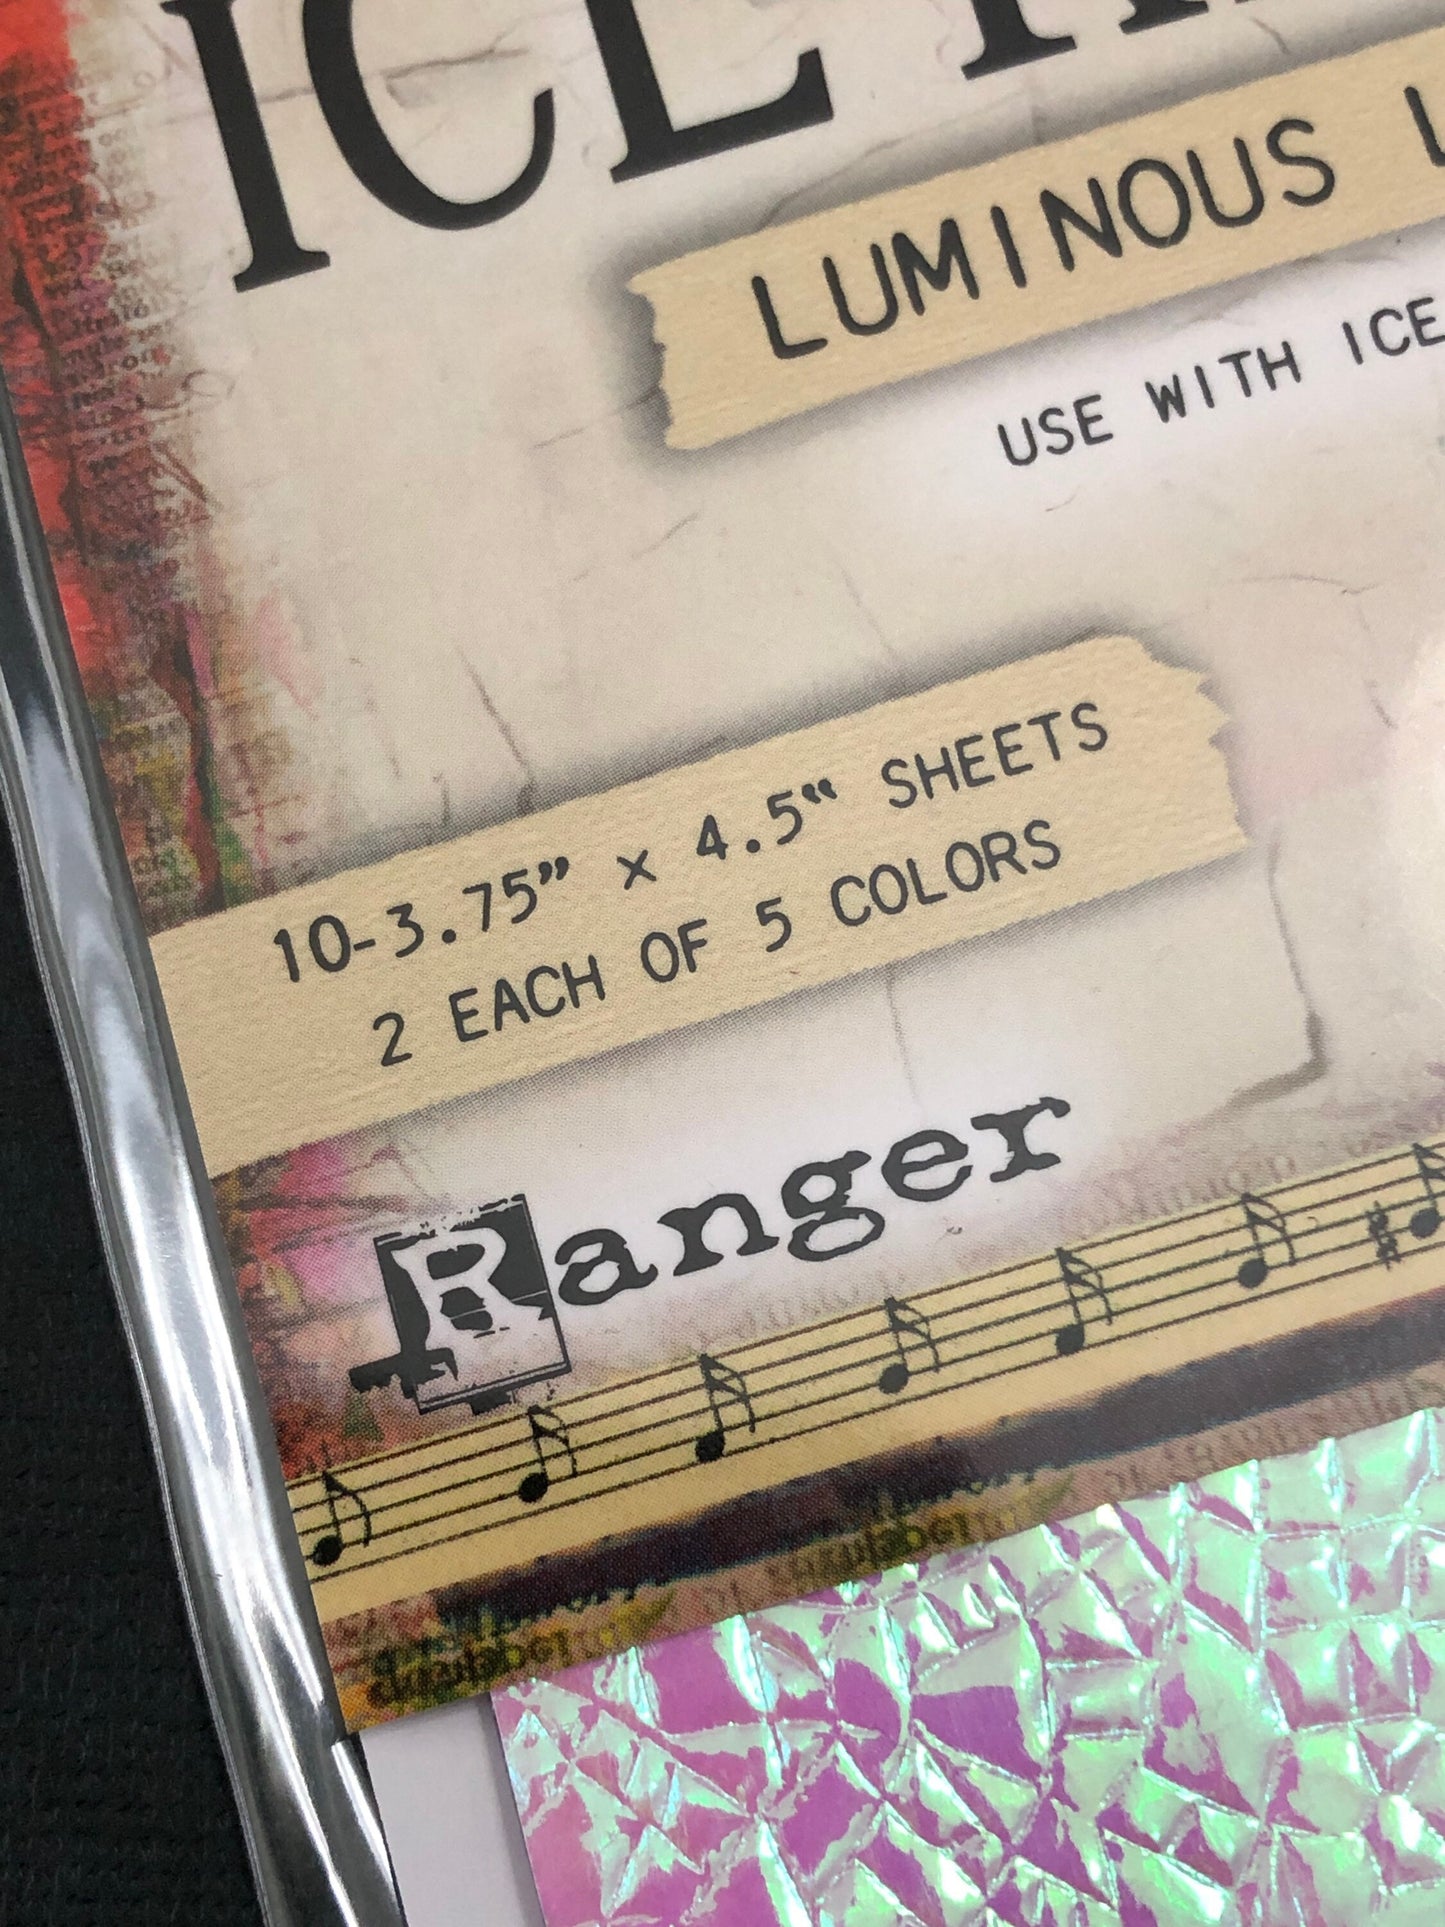 ICE
LUMINOUS
USE WITH ICE
10-3.75” x 4.5“ SHEETS
2 EACH OF 5 COLORS
Ranger